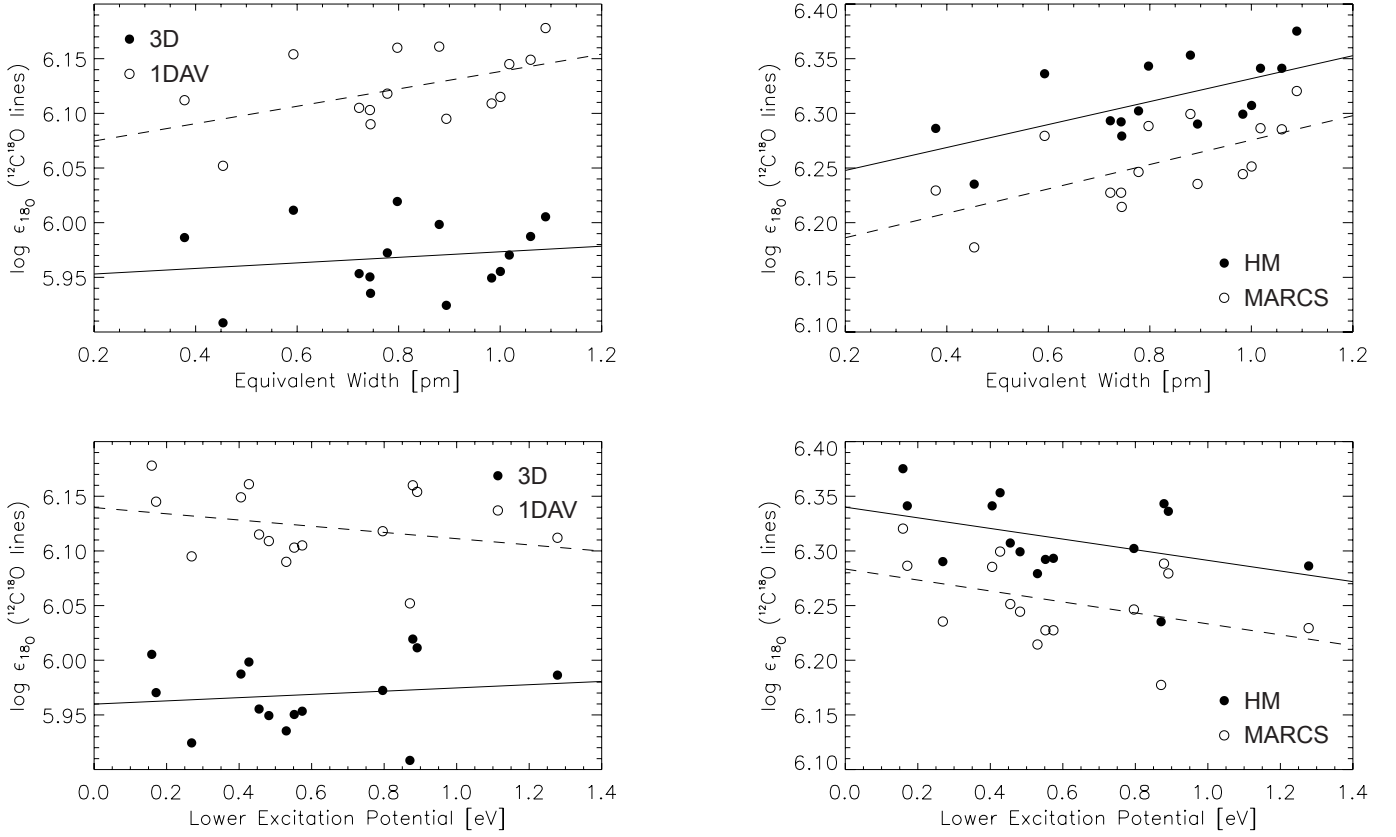 log ϵ₁₈O (¹²C¹⁸O lines)
6.15
6.10
6.05
6.00
5.95
3D
1DAV
0.2 0.4 0.6 0.8 1.0 1.2
Equivalent Width [pm]
log ϵ₁₈O (¹²C¹⁸O lines)
6.40
6.35
6.30
6.25
6.20
6.15
6.10
HM
MARCS
0.2 0.4 0.6 0.8 1.0 1.2
Equivalent Width [pm]
log ϵ₁₈O (¹²C¹⁸O lines)
6.15
6.10
6.05
6.00
5.95
3D
1DAV
0.0 0.2 0.4 0.6 0.8 1.0 1.2 1.4
Lower Excitation Potential [eV]
log ϵ₁₈O (¹²C¹⁸O lines)
6.40
6.35
6.30
6.25
6.20
6.15
6.10
HM
MARCS
0.0 0.2 0.4 0.6 0.8 1.0 1.2 1.4
Lower Excitation Potential [eV]